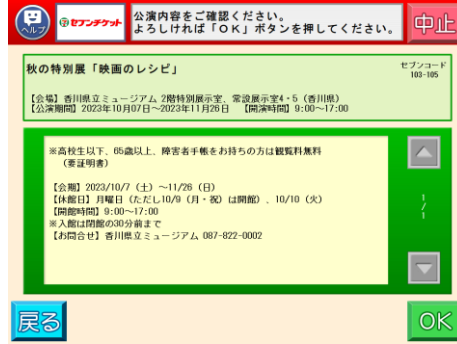 ヘルプ
セブンチケット
公演内容をご確認ください。
よろしければ「OK」ボタンを押してください。
中止
秋の特別展「映画のレシピ」
セブンコード
103-105
【会場】香川県立ミュージアム 2階特別展示室、常設展示室4・5 (香川県)
【公演期間】2023年10月07日~2023年11月26日 【開演時間】9:00~17:00
※高校生以下、65歳以上、障害者手帳をお持ちの方は観覧料無料
(要証明書)
【会期】2023/10/7 (土) ~11/26 (日)
【休館日】月曜日 (ただし10/9 (月・祝) は開館) 、10/10 (火)
【開館時間】9:00~17:00
※入館は閉館の30分前まで
【お問合せ】香川県立ミュージアム 087-822-0002
1
/
1
戻る
OK